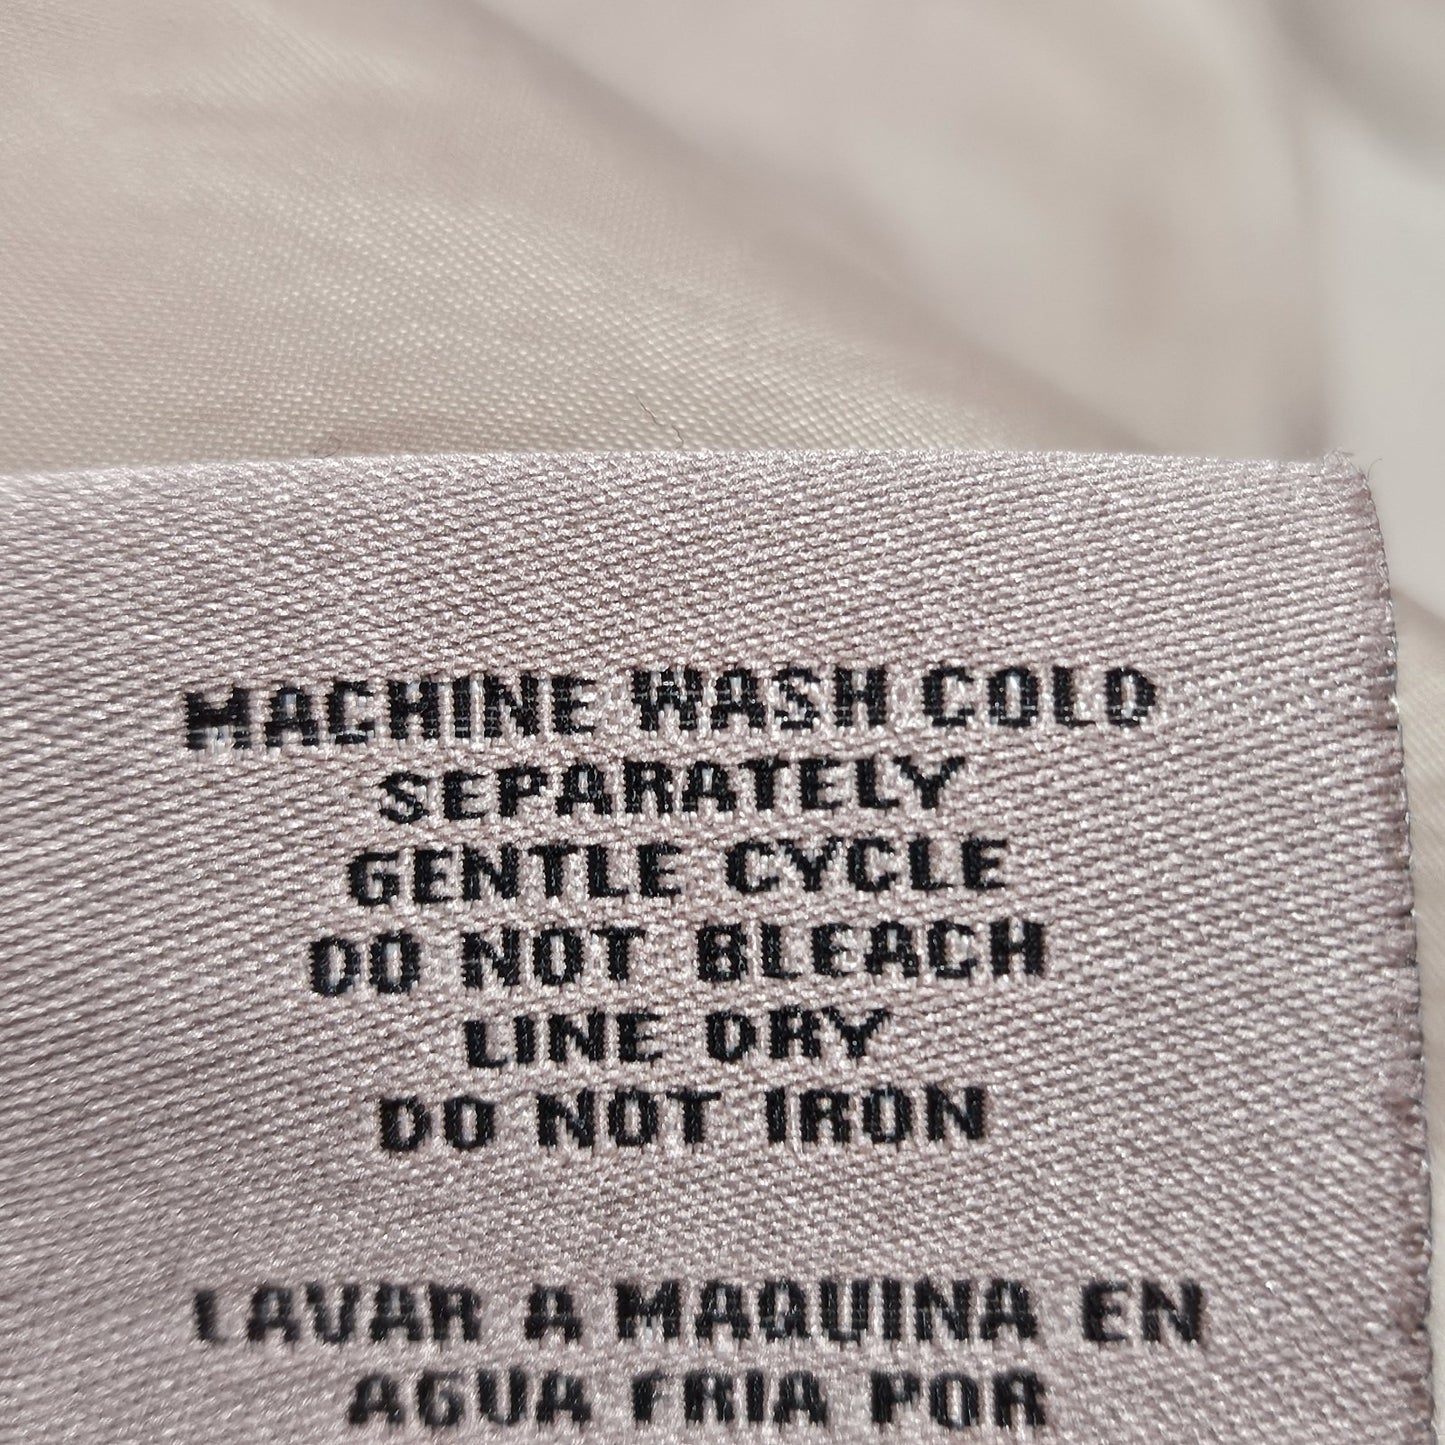 MACHINE WASH COLD
SEPARATELY
GENTLE CYCLE
DO NOT BLEACH
LINE DRY
DO NOT IRON
LAVAR A MAQUINA EN
AGUA FRIA POR